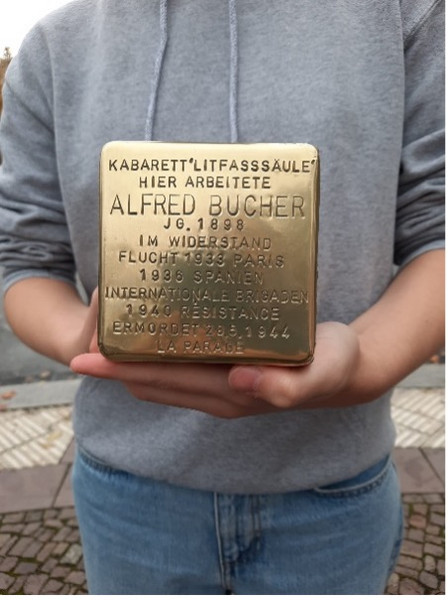 KABARETT "LITFASSSÄULE"
HIER ARBEITETE
ALFRED BUCHER
JG. 1898
IM WIDERSTAND
FLUCHT 1933 PARIS
1936 SPANIEN
INTERNATIONALE BRIGADEN
1940 RÉSISTANCE
ERMORDET 28.5.1944
LA PARADE